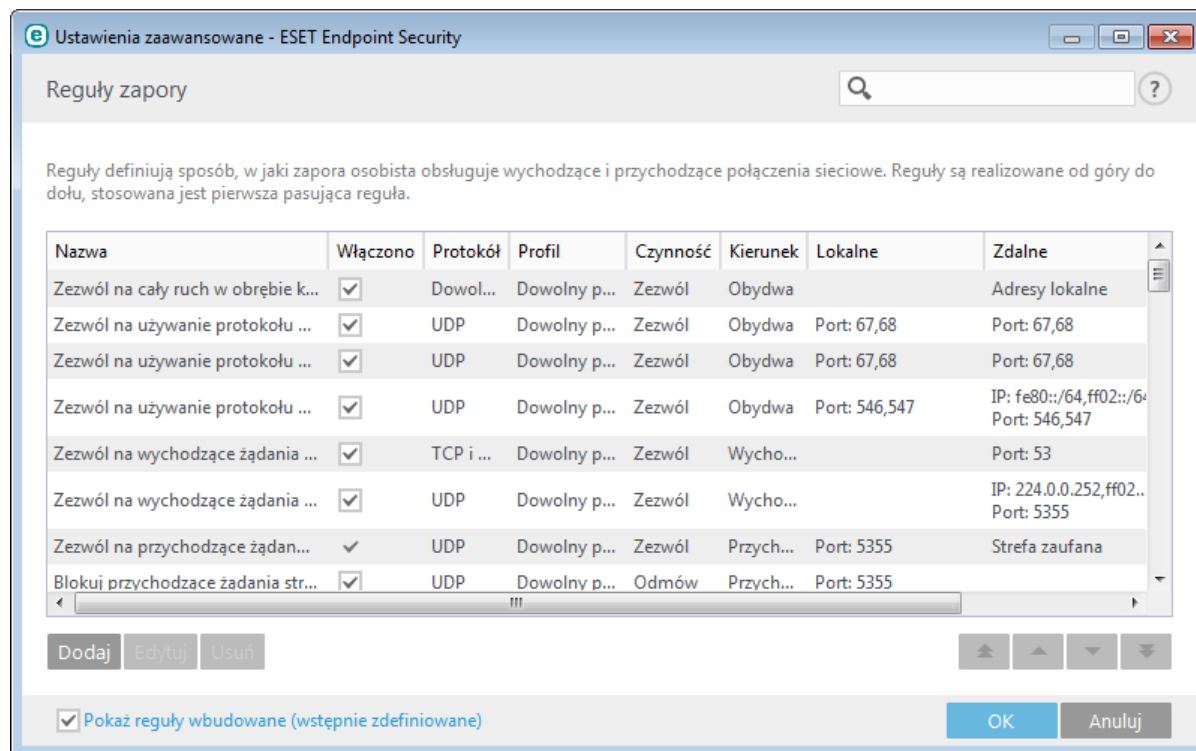 e Ustawienia zaawansowane - ESET Endpoint Security
Reguły zapory
?
Reguły definiują sposób, w jaki zapora osobista obsługuje wychodzące i przychodzące połączenia sieciowe. Reguły są realizowane od góry do
dołu, stosowana jest pierwsza pasująca reguła.
Nazwa Włączono Protokół Profil Czynność Kierunek Lokalne Zdalne
Zezwól na cały ruch w obrębie k... Dowol... Dowolny p... Zezwól Obydwa Adresy lokalne
Zezwól na używanie protokołu ... UDP Dowolny p... Zezwól Obydwa Port: 67,68 Port: 67,68
Zezwól na używanie protokołu ... UDP Dowolny p... Zezwól Obydwa Port: 67,68 Port: 67,68
Zezwól na używanie protokołu ... UDP Dowolny p... Zezwól Obydwa Port: 546,547 IP: fe80::/64,ff02::/64
Port: 546,547
Zezwól na wychodzące żądania ... TCP i ... Dowolny p... Zezwól Wycho... Port: 53
Zezwól na wychodzące żądania ... UDP Dowolny p... Zezwól Wycho... IP: 224.0.0.252,ff02...
Port: 5355
Zezwól na przychodzące żądan... UDP Dowolny p... Zezwól Przych... Port: 5355 Strefa zaufana
Blokuj przychodzące żądania str... UDP Dowolny p... Odmów Przych... Port: 5355
Dodaj Edytuj Usuń
Pokaż reguły wbudowane (wstępnie zdefiniowane)
OK Anuluj